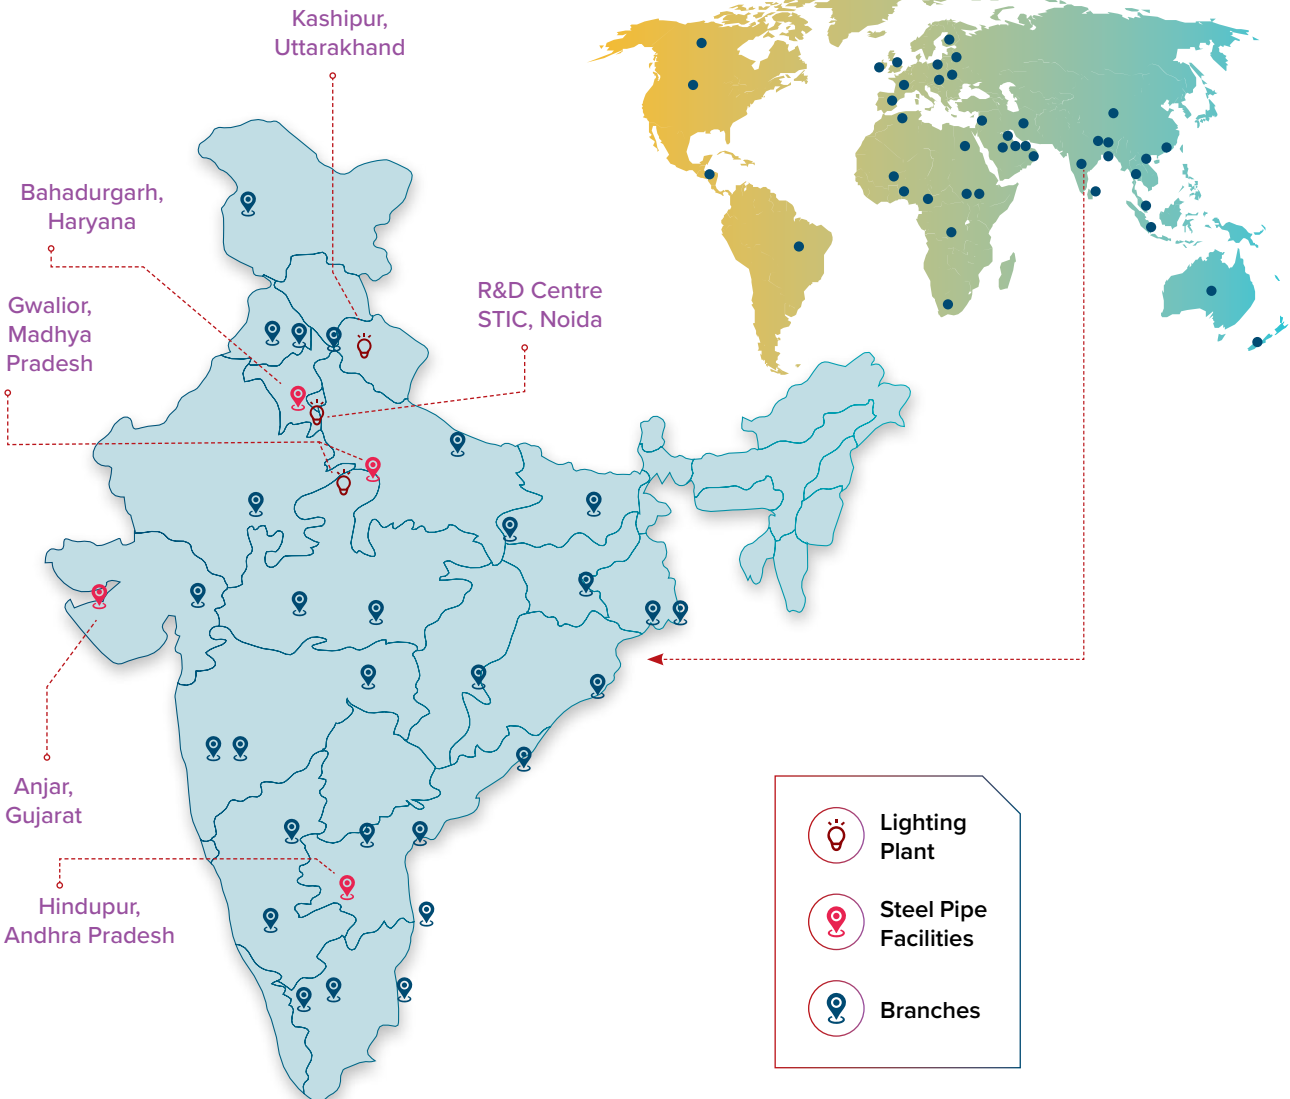 Kashipur,
Uttarakhand
Bahadurgarh,
Haryana
Gwalior,
Madhya
Pradesh
R&D Centre
STIC, Noida
Anjar,
Gujarat
Hindupur,
Andhra Pradesh
Lighting
Plant
Steel Pipe
Facilities
Branches